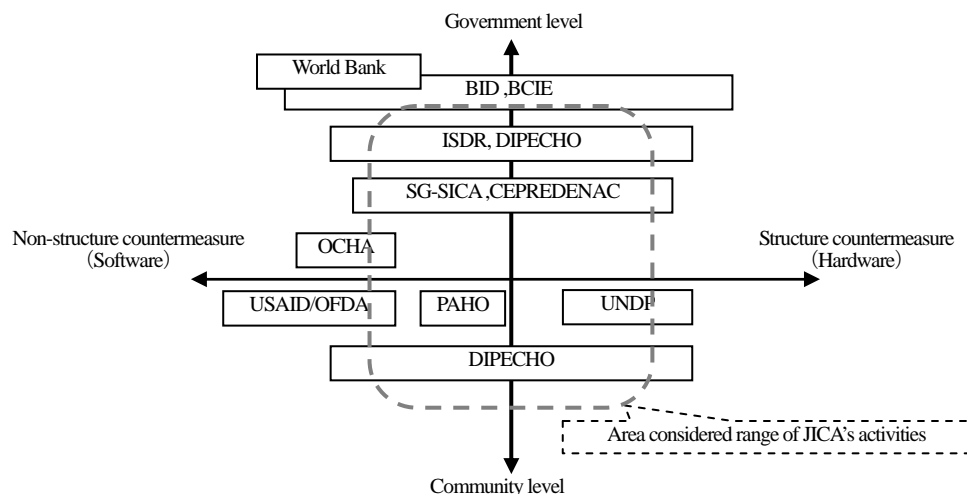 Government level
World Bank
BID ,BCIE
ISDR, DIPECHO
SG-SICA ,CEPREDENAC
Non-structure countermeasure
（Software）
Structure countermeasure
（Hardware）
OCHA
USAID/OFDA
PAHO
UNDP
DIPECHO
Area considered range of JICA's activities
Community level